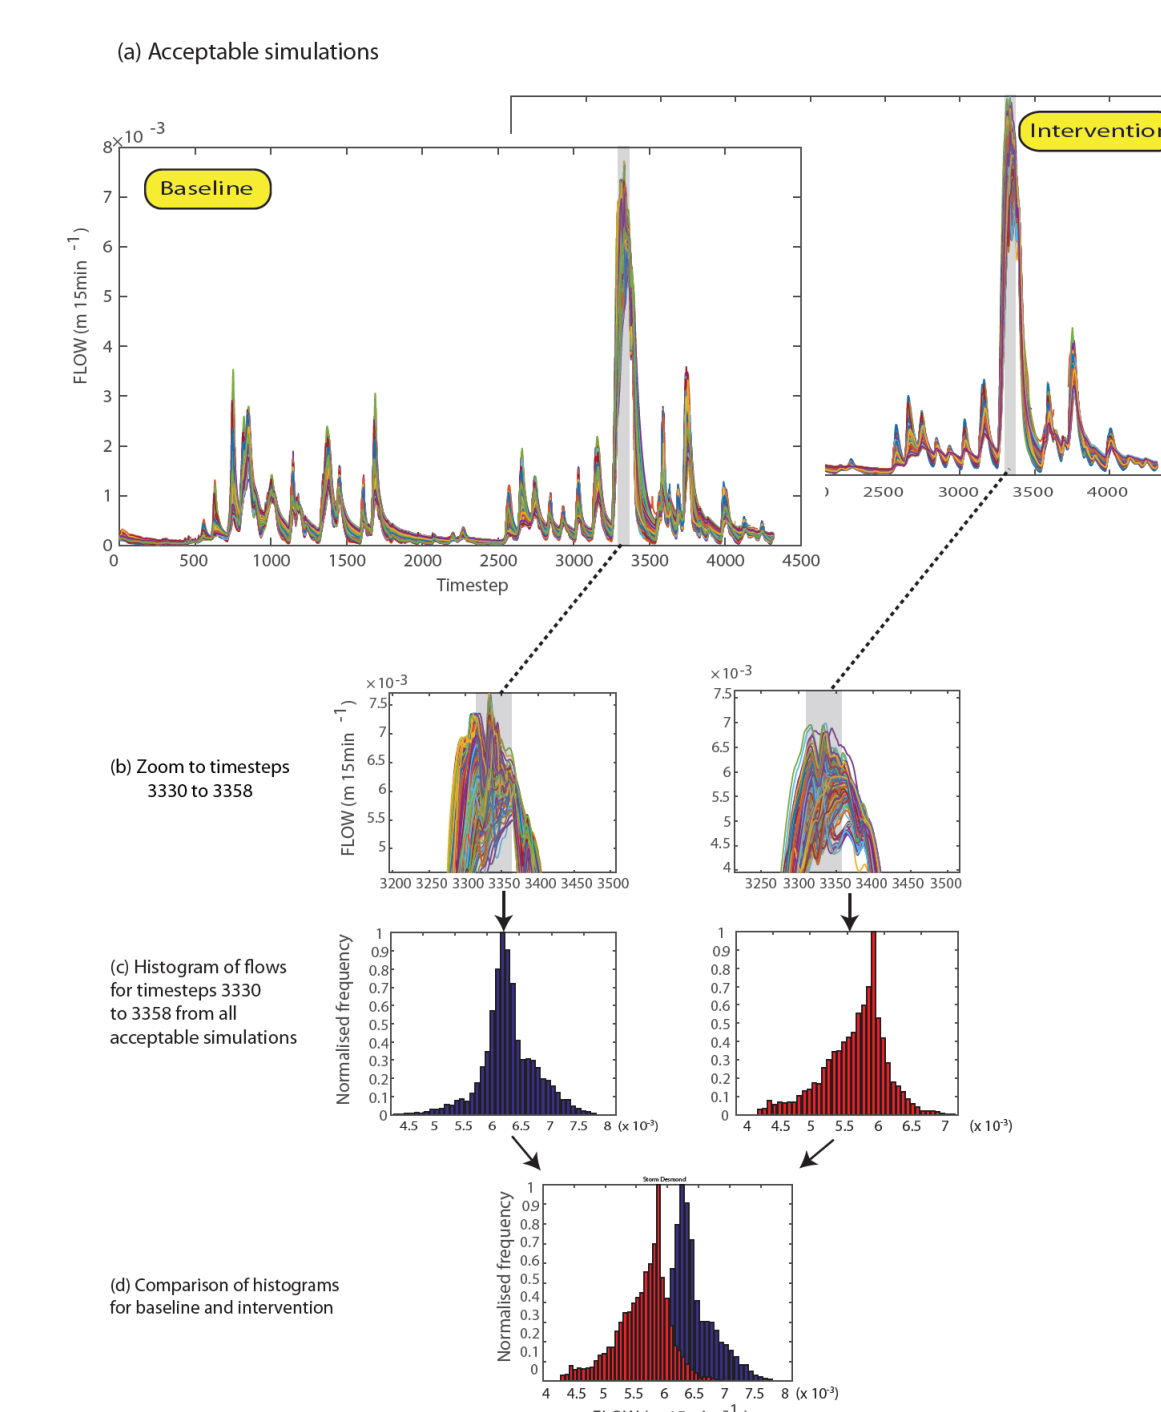 (a) Acceptable simulations
Intervention
8×10 -3
Baseline
7
6
5
4
3
2
1
0
FLOW (m 15min -1)
0 500 1000 1500 2000 2500 3000 3500 4000 4500
Timestep
2500 3000 3500 4000
×10 -3
7.5
7
6.5
6
5.5
5
FLOW (m 15min -1)
3200 3250 3300 3350 3400 3450 3500
×10 -3
7.5
7
6.5
6
5.5
5
4.5
4
3250 3300 3350 3400 3450 3500
(b) Zoom to timesteps
3330 to 3358
(c) Histogram of flows
for timesteps 3330
to 3358 from all
acceptable simulations
Normalised frequency
1
0.9
0.8
0.7
0.6
0.5
0.4
0.3
0.2
0.1
0
4.5 5 5.5 6 6.5 7 7.5 8 (x 10-3)
1
0.9
0.8
0.7
0.6
0.5
0.4
0.3
0.2
0.1
0
4 4.5 5 5.5 6 6.5 7 (x 10-3)
(d) Comparison of histograms
for baseline and intervention
Storm Desmond
Normalised frequency
1
0.9
0.8
0.7
0.6
0.5
0.4
0.3
0.2
0.1
0
4 4.5 5 5.5 6 6.5 7 7.5 8 (x 10-3)